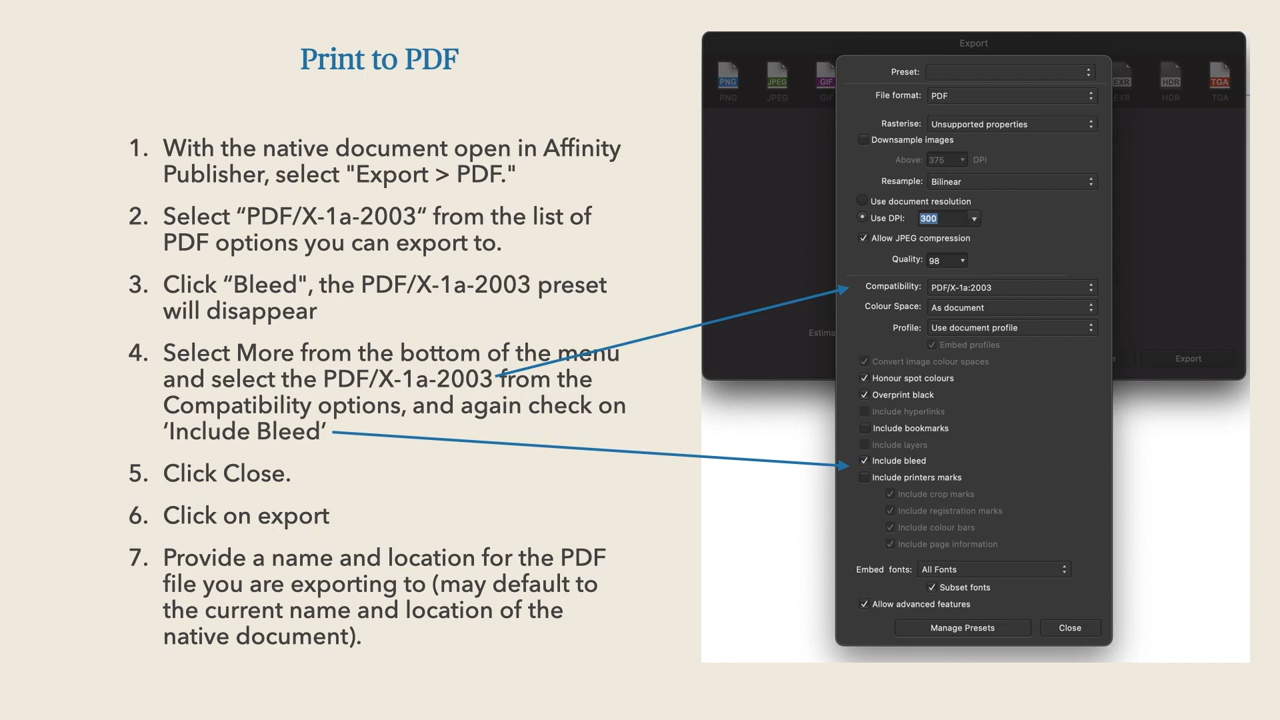 Print to PDF
1. With the native document open in Affinity
Publisher, select "Export > PDF."
2. Select “PDF/X-1a-2003“ from the list of
PDF options you can export to.
3. Click “Bleed", the PDF/X-1a-2003 preset
will disappear
4. Select More from the bottom of the menu
and select the PDF/X-1a-2003 from the
Compatibility options, and again check on
‘Include Bleed’
5. Click Close.
6. Click on export
7. Provide a name and location for the PDF
file you are exporting to (may default to
the current name and location of the
native document).
Export
PNG JPEG GIF EXR HDR TGA
PNG JPEG GIF EXR HDR TGA
Preset:
File format: PDF
Rasterise: Unsupported properties
Downsample images
Above: 375 DPI
Resample: Bilinear
Use document resolution
Use DPI: 300
Allow JPEG compression
Quality: 98
Compatibility: PDF/X-1a:2003
Colour Space: As document
Profile: Use document profile
Embed profiles
Convert image colour spaces
Honour spot colours
Overprint black
Include hyperlinks
Include bookmarks
Include layers
Include bleed
Include printers marks
Include crop marks
Include registration marks
Include colour bars
Include page information
Embed fonts: All Fonts
Subset fonts
Allow advanced features
Manage Presets Close
Export